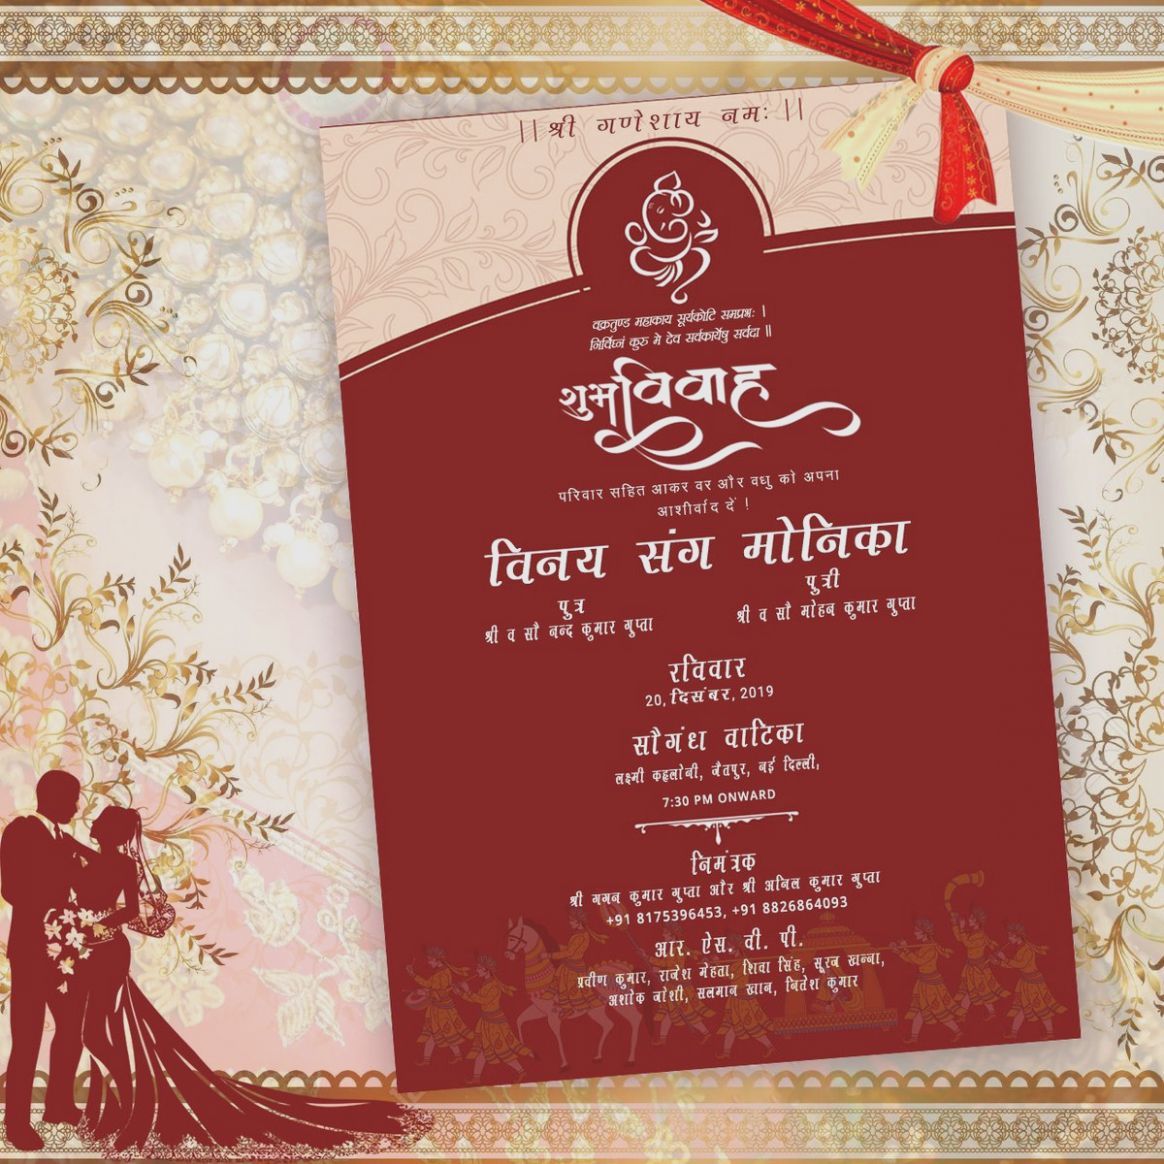 ||श्री गणेशाय नमः||
वक्रतुण्ड महाकाय सूर्यकोटि समप्रभः ।
निर्विघ्नं कुरु मे देव सर्वकार्येषु सर्वदा ॥
शुभ विवाह
परिवार सहित आकर वर और वधु को अपना
आशीर्वाद दें !
विनय संग मोनिका
पुत्र पुत्री
श्री व सौ नन्द कुमार गुप्ता श्री व सौ मोहन कुमार गुप्ता
रविवार
20, दिसंबर, 2019
सौगंध वाटिका
लक्ष्मी कहलोनी, जैतपुर, नई दिल्ली,
7:30 PM ONWARD
निमंत्रक
श्री गगन कुमार गुप्ता और श्री अनिल कुमार गुप्ता
+91 8175396453, +91 8826864093
आर. ऐस. वी. पी.
प्रवीण कुमार, राजेश मेहता, शिवा सिंह, सूरज खन्ना,
अशोक जोशी, सलमान खान, नितेश कुमार